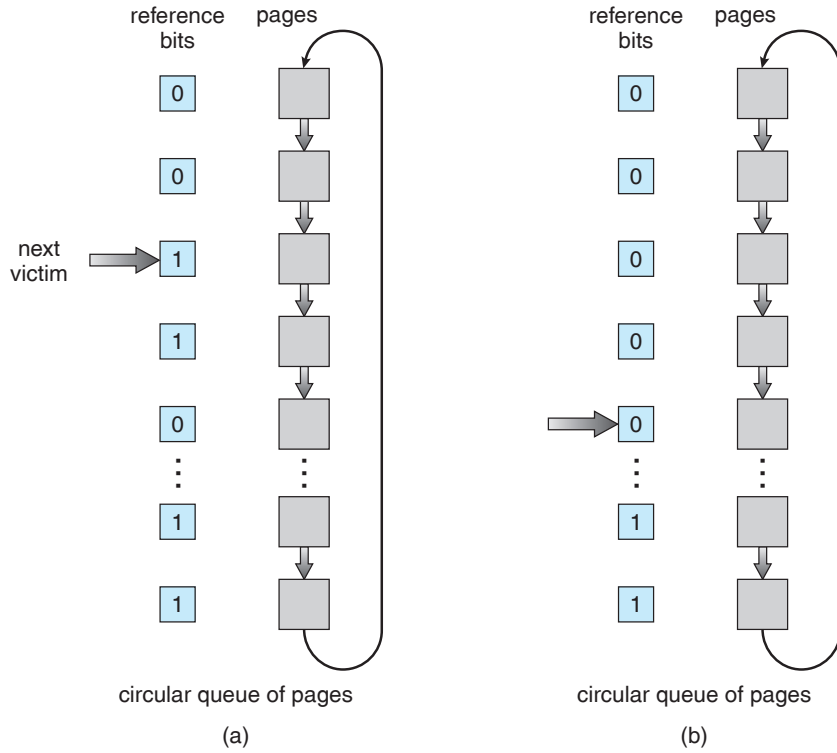 reference
bits
pages
0
0
next
victim
1
1
0
1
1
circular queue of pages
(a)
reference
bits
pages
0
0
0
0
0
1
1
circular queue of pages
(b)